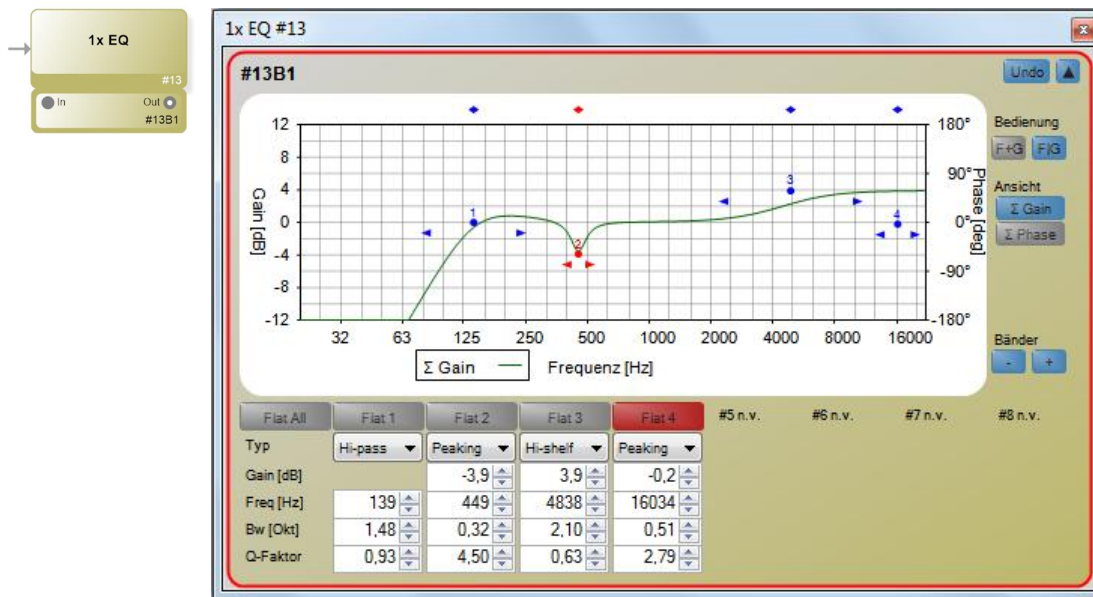 1x EQ
#13
In Out
#13B1
1x EQ #13
x
#13B1
Undo ▲
12 180°
8
4 90°
0 0°
-4
-8 -90°
-12 -180°
Gain [dB]
Phase [deg]
1
2
3
4
32 63 125 250 500 1000 2000 4000 8000 16000
Σ Gain Frequenz [Hz]
Bedienung
F+G F|G
Ansicht
Σ Gain
Σ Phase
Bänder
- +
Flat All Flat 1 Flat 2 Flat 3 Flat 4 #5 n.v. #6 n.v. #7 n.v. #8 n.v.
Typ Hi-pass Peaking Hi-shelf Peaking
Gain [dB] -3,9 3,9 -0,2
Freq [Hz] 139 449 4838 16034
Bw [Okt] 1,48 0,32 2,10 0,51
Q-Faktor 0,93 4,50 0,63 2,79